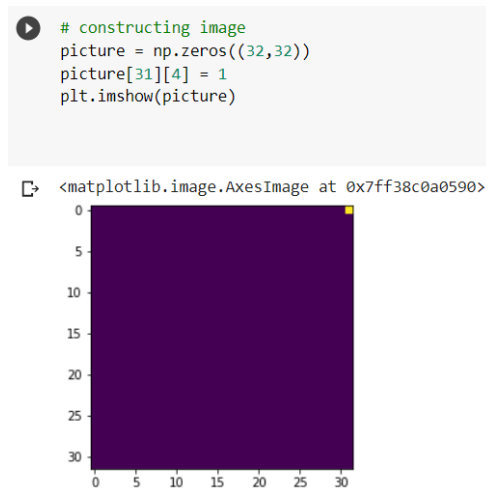 # constructing image
picture = np.zeros((32,32))
picture[31][4] = 1
plt.imshow(picture)
<matplotlib.image.AxesImage at 0x7ff38c0a0590>
0
5
10
15
20
25
30
0 5 10 15 20 25 30